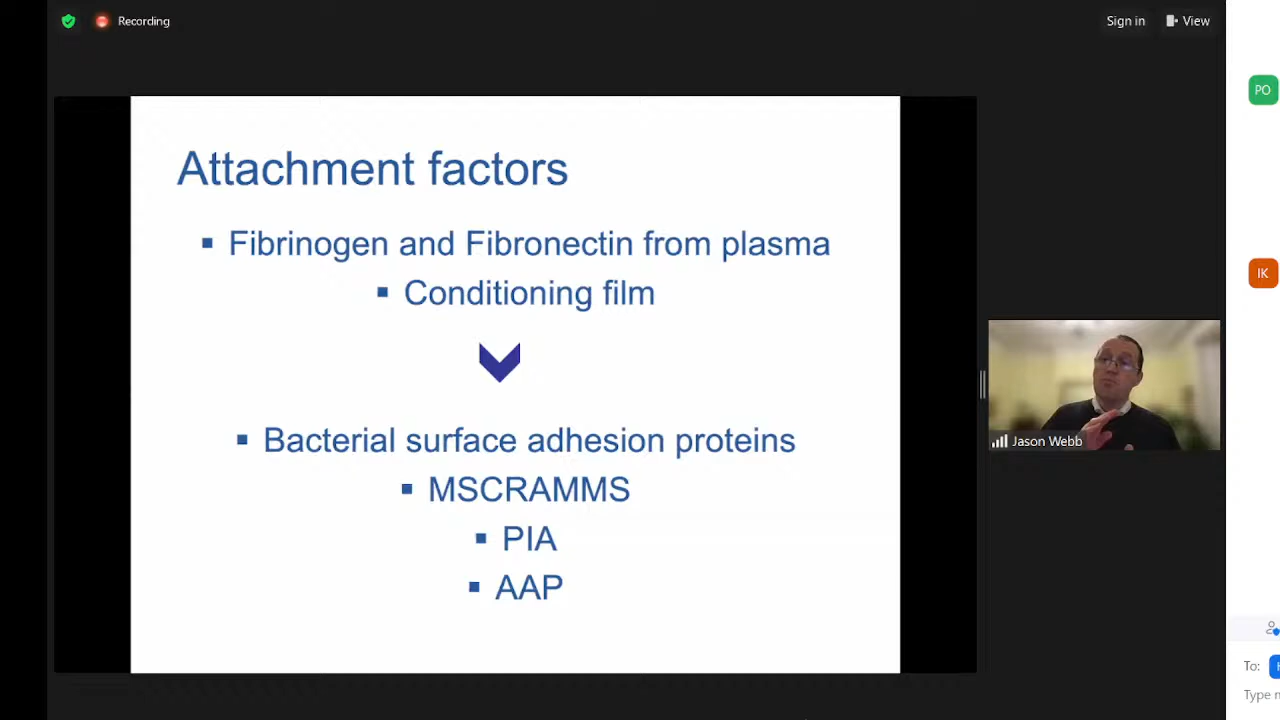 Recording
Sign in
View
PO
Attachment factors
Fibrinogen and Fibronectin from plasma
Conditioning film
IK
Bacterial surface adhesion proteins
MSCRAMMS
PIA
AAP
Jason Webb
To:
Type